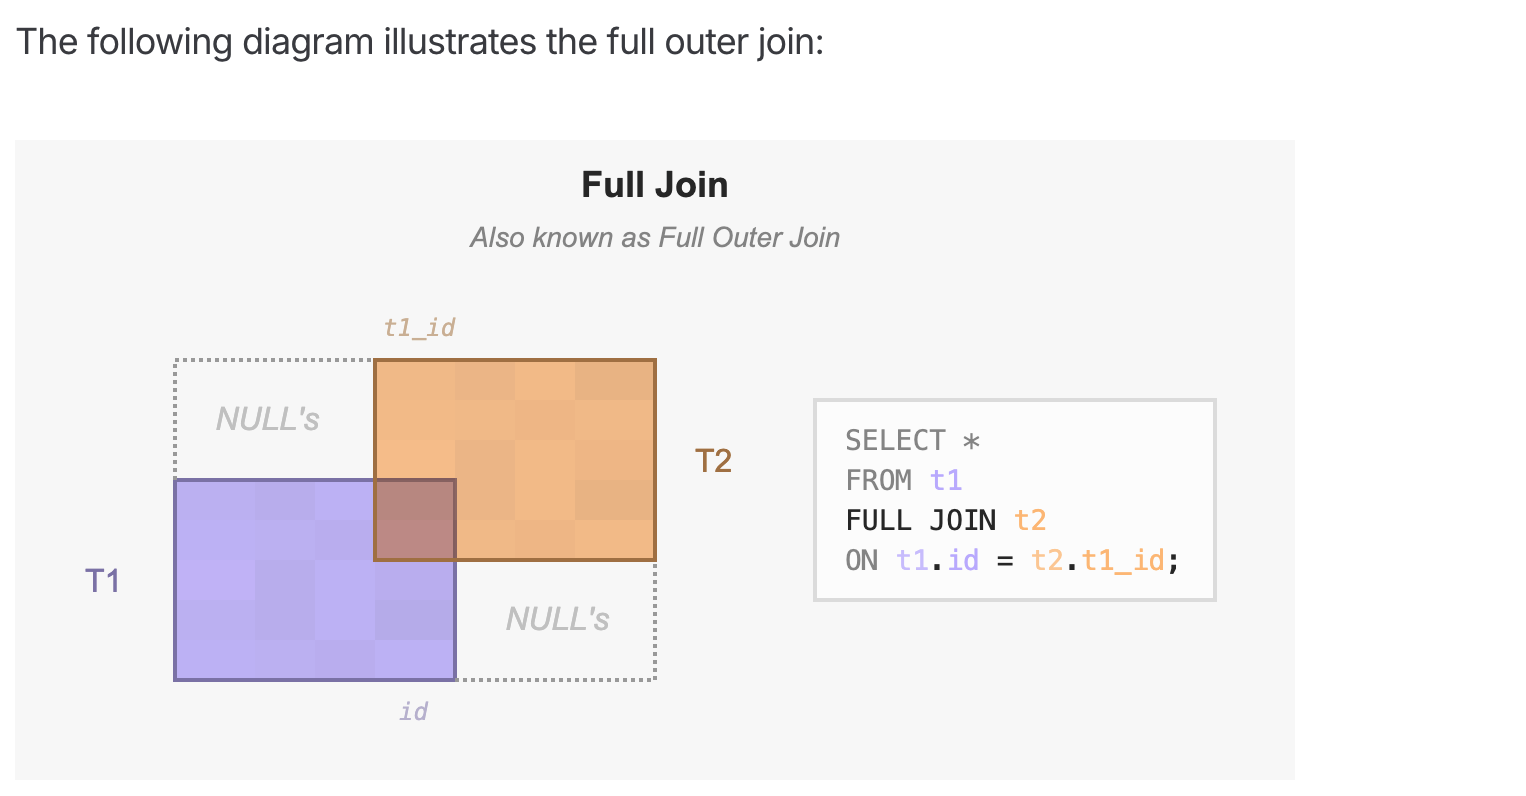 The following diagram illustrates the full outer join:
Full Join
Also known as Full Outer Join
t1_id
NULL's
T2
T1
NULL's
id
SELECT *
FROM t1
FULL JOIN t2
ON t1.id = t2.t1_id;